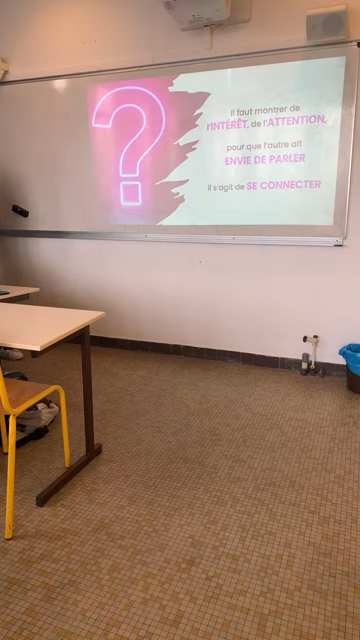 ?
Il faut montrer de
l'INTÉRÊT, de l'ATTENTION,
pour que l'autre ait
ENVIE DE PARLER
il s'agit de SE CONNECTER